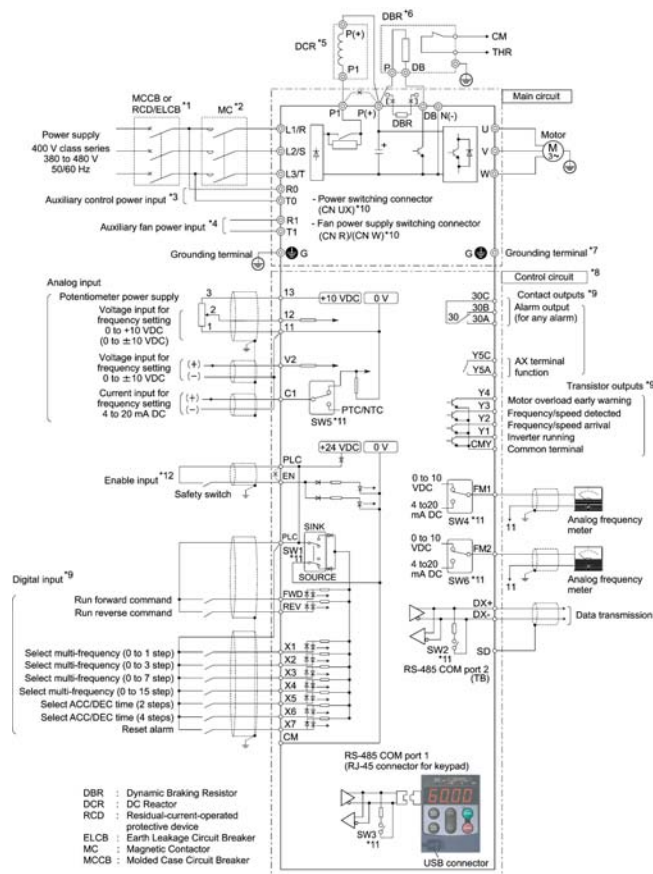 DBR *6
DCR *5
P(+)
P1
CM
THR
P
DB
MCCB or
RCD/ELCB *1
MC *2
Main circuit
P1
P(+)
DBR
DB
N(-)
Power supply
400 V class series
380 to 480 V
50/60 Hz
L1/R
L2/S
L3/T
U
V
W
Motor
M
3~
Auxiliary control power input *3
R0
T0
- Power switching connector
(CN UX)*10
Auxiliary fan power input *4
R1
T1
- Fan power supply switching connector
(CN R)/(CN W)*10
Grounding terminal
G
G
Grounding terminal *7
Control circuit *8
Analog input
Potentiometer power supply
3
13
+10 VDC
0 V
Voltage input for
frequency setting
0 to +10 VDC
(0 to ±10 VDC)
2
12
1
11
Voltage input for
frequency setting
0 to ±10 VDC
(+)
(-)
V2
Current input for
frequency setting
4 to 20 mA DC
(+)
(-)
C1
SW5*11
PTC/NTC
30C
30B
30A
30
Contact outputs *9
Alarm output
(for any alarm)
Y5C
Y5A
AX terminal
function
Transistor outputs *9
Y4
Motor overload early warning
Y3
Frequency/speed detected
Y2
Frequency/speed arrival
Y1
Inverter running
CMY
Common terminal
+24 VDC
0 V
PLC
Enable input *12
EN
Safety switch
0 to 10
VDC
4 to20
mA DC
SW4 *11
FM1
11
Analog frequency
meter
0 to 10
VDC
4 to20
mA DC
SW6 *11
FM2
11
Analog frequency
meter
PLC
SINK
SW1
*11
SOURCE
Digital input *9
Run forward command
FWD
Run reverse command
REV
Select multi-frequency (0 to 1 step)
X1
Select multi-frequency (0 to 3 step)
X2
Select multi-frequency (0 to 7 step)
X3
Select multi-frequency (0 to 15 step)
X4
Select ACC/DEC time (2 steps)
X5
Select ACC/DEC time (4 steps)
X6
Reset alarm
X7
CM
DX+
DX-
Data transmission
SW2
*11
SD
RS-485 COM port 2
(TB)
RS-485 COM port 1
(RJ-45 connector for keypad)
SW3
*11
60.00
USB connector
DBR : Dynamic Braking Resistor
DCR : DC Reactor
RCD : Residual-current-operated
protective device
ELCB : Earth Leakage Circuit Breaker
MC : Magnetic Contactor
MCCB : Molded Case Circuit Breaker